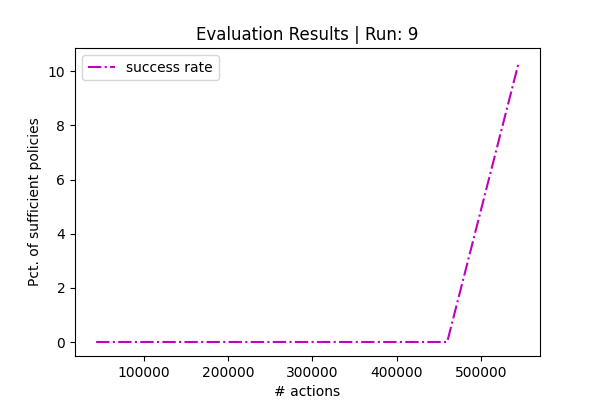 Evaluation Results | Run: 9
success rate
Pct. of sufficient policies
10
8
6
4
2
0
100000 200000 300000 400000 500000
# actions